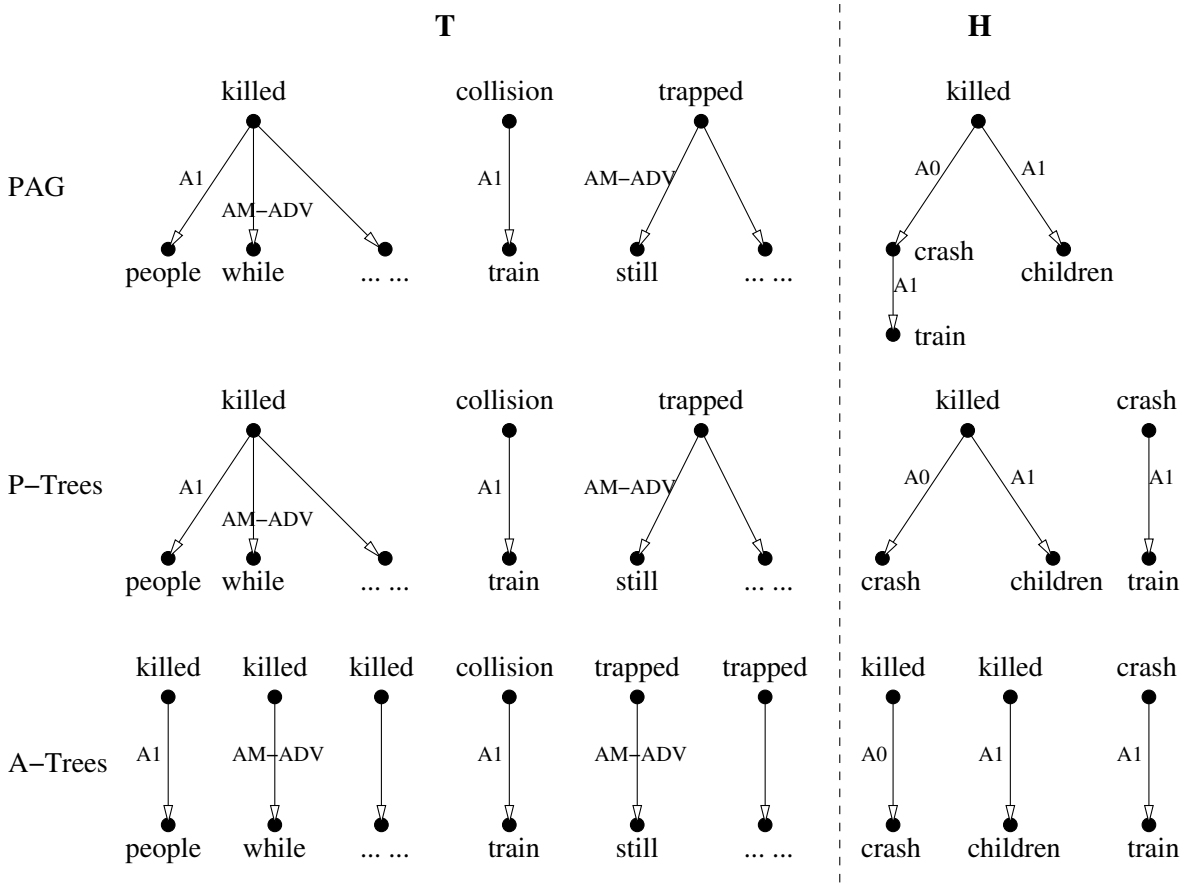 T H
killed collision trapped killed
PAG A1 AM−ADV A1 AM−ADV A0 A1
people while ... ... train still ... ... crash children
A1
train
killed collision trapped killed crash
P−Trees A1 AM−ADV A1 AM−ADV A0 A1 A1
people while ... ... train still ... ... crash children train
killed killed killed collision trapped trapped killed killed crash
A−Trees A1 AM−ADV A1 AM−ADV A0 A1 A1
people while ... ... train still ... ... crash children train